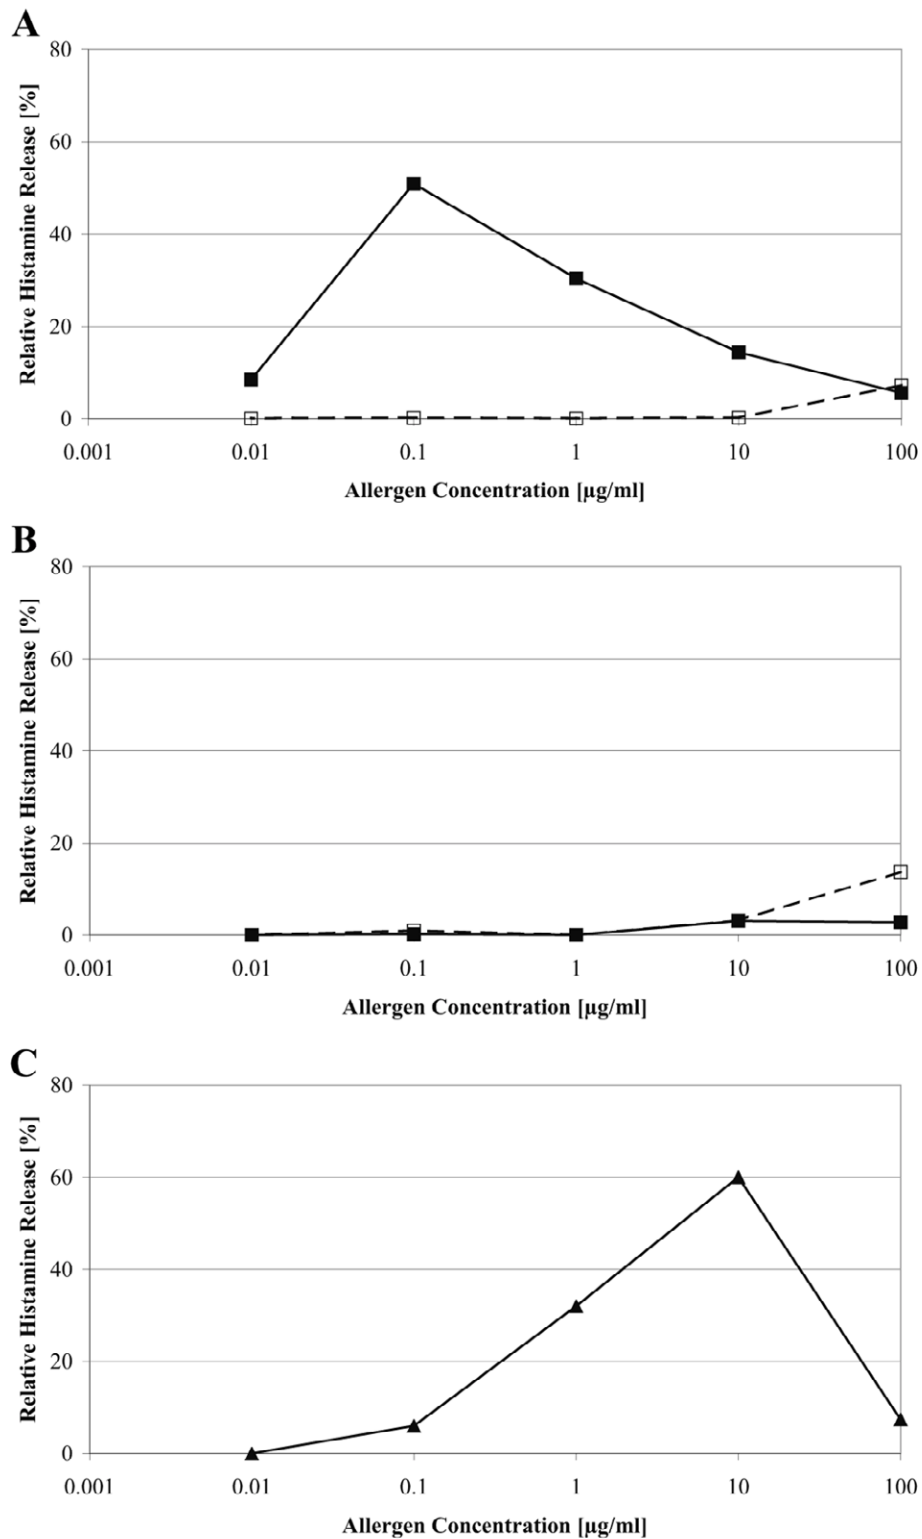 A
Relative Histamine Release [%]
80
60
40
20
0
0.001 0.01 0.1 1 10 100
Allergen Concentration [µg/ml]
B
Relative Histamine Release [%]
80
60
40
20
0
0.001 0.01 0.1 1 10 100
Allergen Concentration [µg/ml]
C
Relative Histamine Release [%]
80
60
40
20
0
0.001 0.01 0.1 1 10 100
Allergen Concentration [µg/ml]